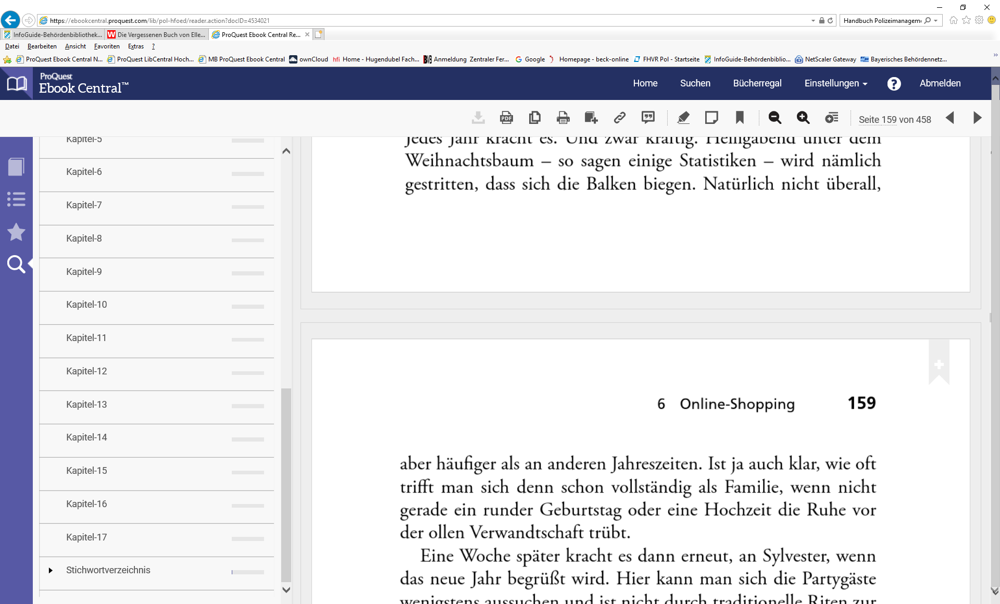 https://ebookcentral.proquest.com/lib/pol-hfoed/reader.action?docID=4534021
Handbuch Polizeimanagem
InfoGuide-Behördenbibliothek...
W Die Vergessenen Buch von Elle...
ProQuest Ebook Central Re...
Datei Bearbeiten Ansicht Favoriten Extras ?
ProQuest Ebook Central N... ProQuest LibCentral Hoch... MB ProQuest Ebook Central ownCloud hfi Home - Hugendubel Fach... BVB Anmeldung Zentraler Fer... G Google Homepage - beck-online FHVR Pol - Startseite InfoGuide-Behördenbiblio... NetScaler Gateway Bayerisches Behördennetz... »
ProQuest
Ebook Central™
Home Suchen Bücherregal Einstellungen ? Abmelden
PDF
Seite 159 von 458
Kapitel-5
Kapitel-6
Kapitel-7
Kapitel-8
Kapitel-9
Kapitel-10
Kapitel-11
Kapitel-12
Kapitel-13
Kapitel-14
Kapitel-15
Kapitel-16
Kapitel-17
Stichwortverzeichnis
Jedes Jahr kracht es. Und zwar kräftig. Heiligabend unter dem
Weihnachtsbaum – so sagen einige Statistiken – wird nämlich
gestritten, dass sich die Balken biegen. Natürlich nicht überall,
6 Online-Shopping 159
aber häufiger als an anderen Jahreszeiten. Ist ja auch klar, wie oft
trifft man sich denn schon vollständig als Familie, wenn nicht
gerade ein runder Geburtstag oder eine Hochzeit die Ruhe vor
der ollen Verwandtschaft trübt.
Eine Woche später kracht es dann erneut, an Sylvester, wenn
das neue Jahr begrüßt wird. Hier kann man sich die Partygäste
wenigstens aussuchen und ist nicht durch traditionelle Riten zur